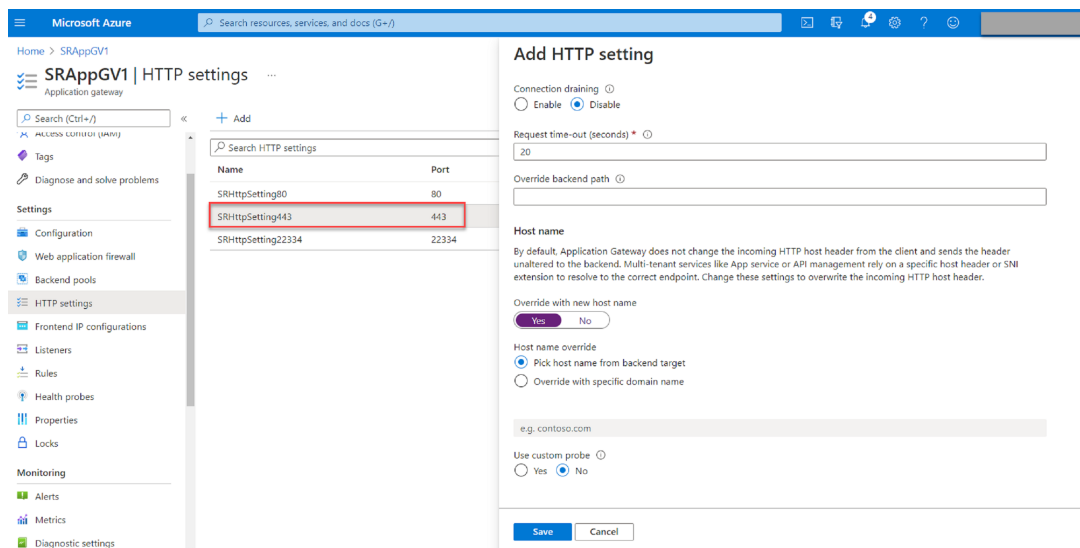 Microsoft Azure
Search resources, services, and docs (G+/)
4
Home > SRAppGV1
SRAppGV1 | HTTP settings ...
Application gateway
Search (Ctrl+/)
«
Access control (IAM)
Tags
Diagnose and solve problems
Settings
Configuration
Web application firewall
Backend pools
HTTP settings
Frontend IP configurations
Listeners
Rules
Health probes
Properties
Locks
Monitoring
Alerts
Metrics
Diagnostic settings
+ Add
Search HTTP settings
Name Port
SRHttpSetting80 80
SRHttpSetting443 443
SRHttpSetting22334 22334
Add HTTP setting
Connection draining
Enable Disable
Request time-out (seconds) *
20
Override backend path
Host name
By default, Application Gateway does not change the incoming HTTP host header from the client and sends the header
unaltered to the backend. Multi-tenant services like App service or API management rely on a specific host header or SNI
extension to resolve to the correct endpoint. Change these settings to overwrite the incoming HTTP host header.
Override with new host name
Yes No
Host name override
Pick host name from backend target
Override with specific domain name
e.g. contoso.com
Use custom probe
Yes No
Save Cancel